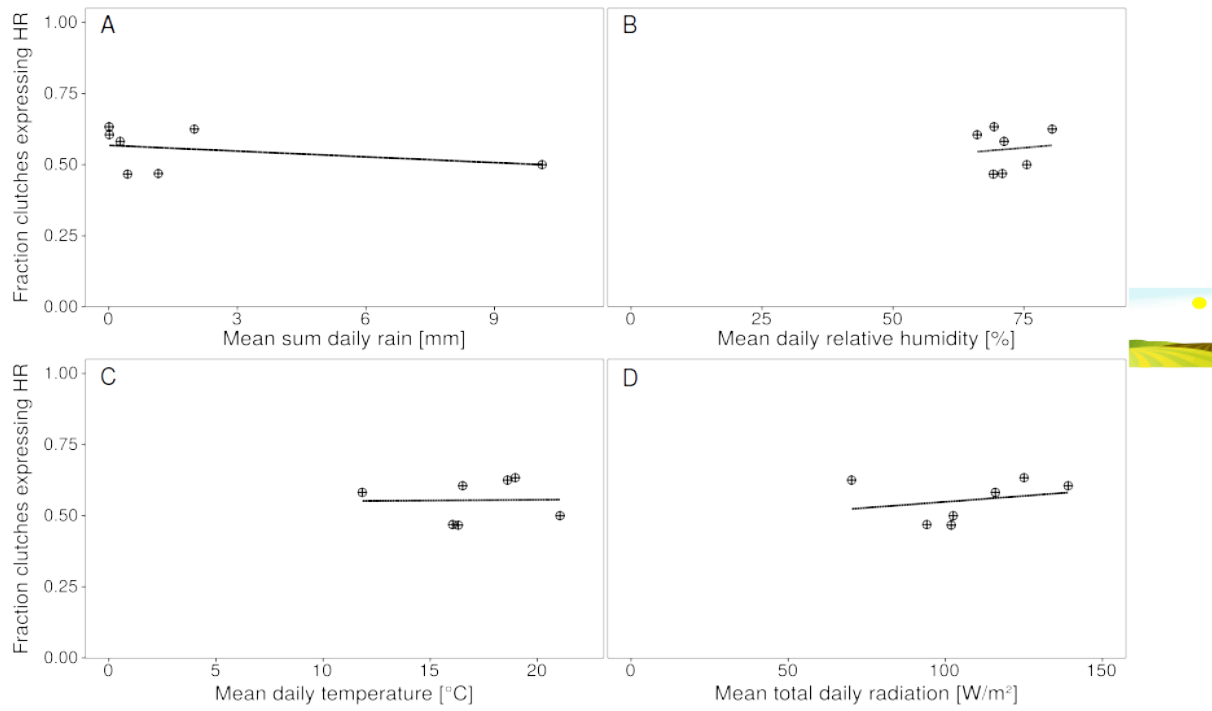 A
B
Fraction clutches expressing HR
1.00
0.75
0.50
0.25
0.00
0
3
6
9
Mean sum daily rain [mm]
0
25
50
75
Mean daily relative humidity [%]
C
D
Fraction clutches expressing HR
1.00
0.75
0.50
0.25
0.00
0
5
10
15
20
Mean daily temperature [°C]
0
50
100
150
Mean total daily radiation [W/m²]